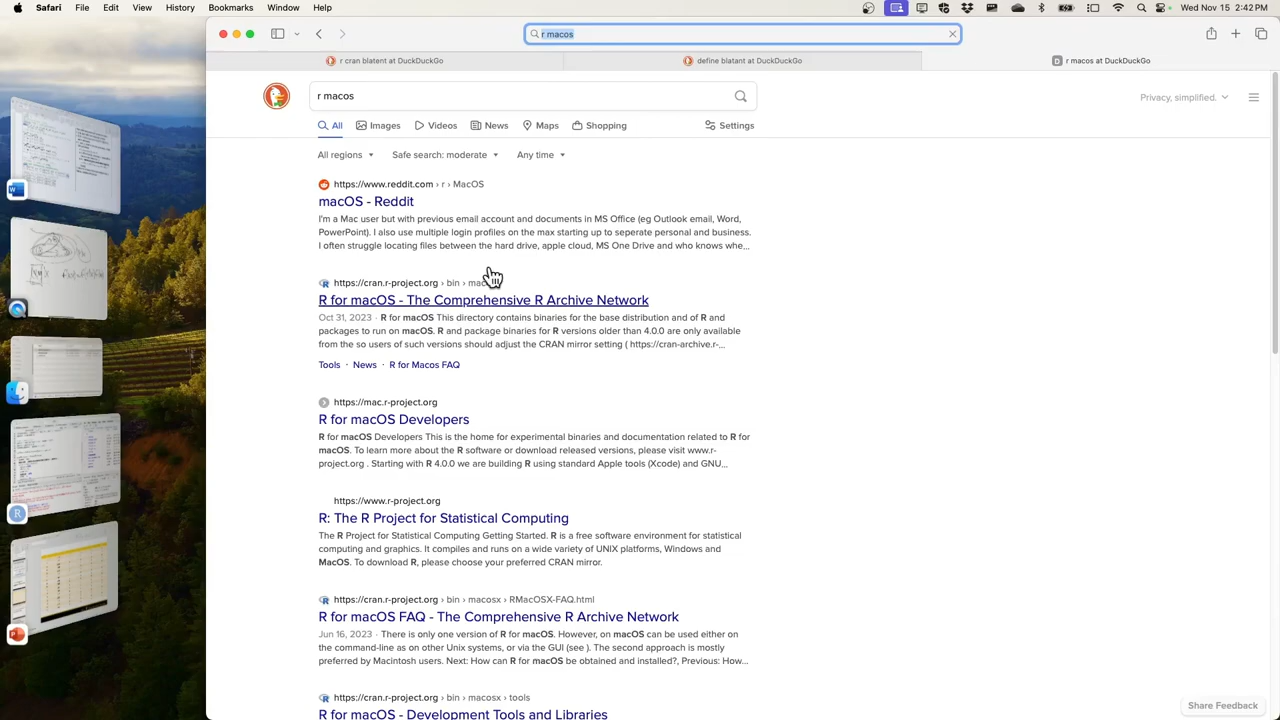 Safari File Edit View History Bookmarks Window Help Wed Nov 15 2:42 PM
r macos
r cran blatent at DuckDuckGo define blatant at DuckDuckGo r macos at DuckDuckGo
r macos Privacy, simplified.
All Images Videos News Maps Shopping Settings
All regions Safe search: moderate Any time
https://www.reddit.com › r › MacOS
macOS - Reddit
I'm a Mac user but with previous email account and documents in MS Office (eg Outlook email, Word,
PowerPoint). I also use multiple login profiles on the max starting up to seperate personal and business.
I often struggle locating files between the hard drive, apple cloud, MS One Drive and who knows whe...
https://cran.r-project.org › bin ›
R for macOS - The Comprehensive R Archive Network
Oct 31, 2023 · R for macOS This directory contains binaries for the base distribution and of R and
packages to run on macOS. R and package binaries for R versions older than 4.0.0 are only available
from the so users of such versions should adjust the CRAN mirror setting ( https://cran-archive.r-...
Tools · News · R for Macos FAQ
https://mac.r-project.org
R for macOS Developers
R for macOS Developers This is the home for experimental binaries and documentation related to R for
macOS. To learn more about the R software or download released versions, please visit www.r-
project.org . Starting with R 4.0.0 we are building R using standard Apple tools (Xcode) and GNU...
https://www.r-project.org
R: The R Project for Statistical Computing
The R Project for Statistical Computing Getting Started. R is a free software environment for statistical
computing and graphics. It compiles and runs on a wide variety of UNIX platforms, Windows and
MacOS. To download R, please choose your preferred CRAN mirror.
https://cran.r-project.org › bin › macosx › RMacOSX-FAQ.html
R for macOS FAQ - The Comprehensive R Archive Network
Jun 16, 2023 · There is only one version of R for macOS. However, on macOS can be used either on
the command-line as on other Unix systems, or via the GUI (see ). The second approach is mostly
preferred by Macintosh users. Next: How can R for macOS be obtained and installed?, Previous: How...
https://cran.r-project.org › bin › macosx › tools
R for macOS - Development Tools and Libraries
Share Feedback